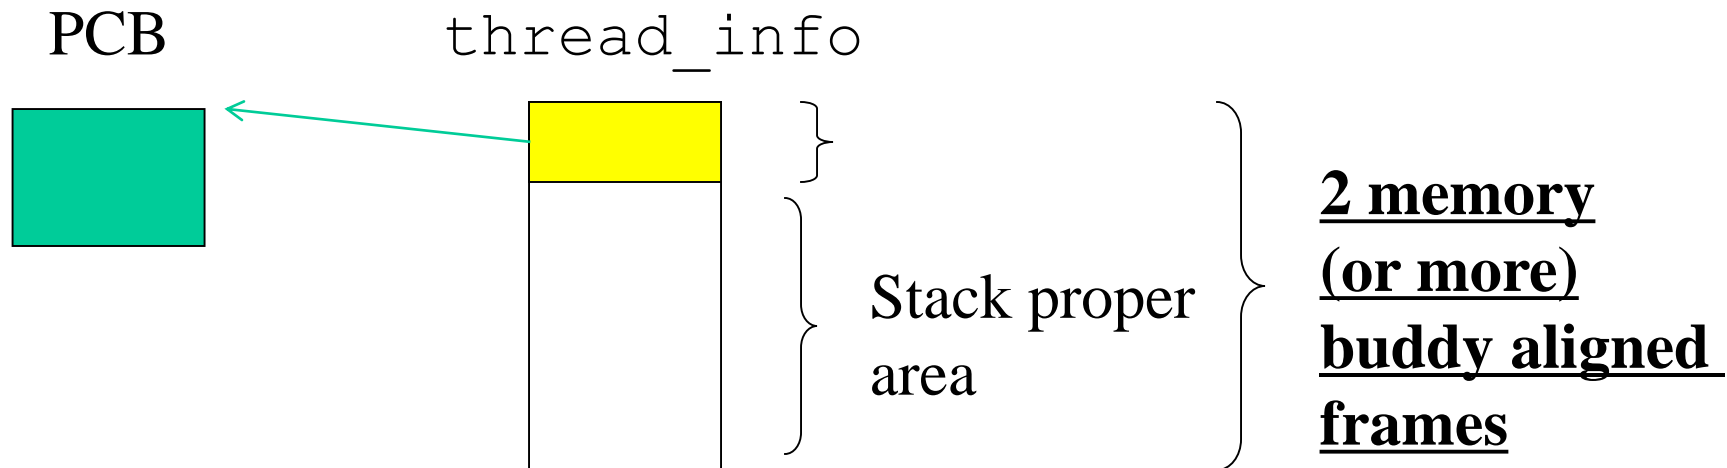 PCB
thread_info
Stack proper
area
2 memory
(or more)
buddy aligned
frames